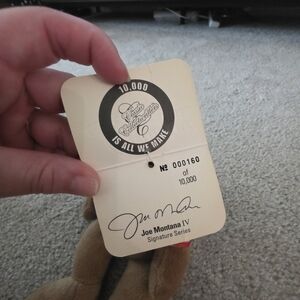 10,000
IS ALL WE MAKE
№ 000160
of
10,000
Joe Montana IV
Signature Series